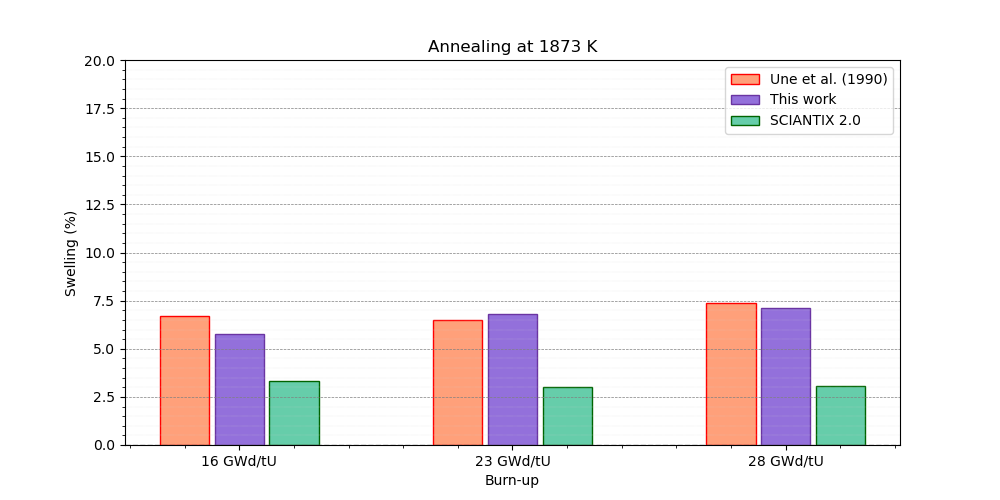 Annealing at 1873 K
20.0
17.5
15.0
12.5
10.0
7.5
5.0
2.5
0.0
Swelling (%)
Une et al. (1990)
This work
SCIANTIX 2.0
16 GWd/tU
23 GWd/tU
28 GWd/tU
Burn-up